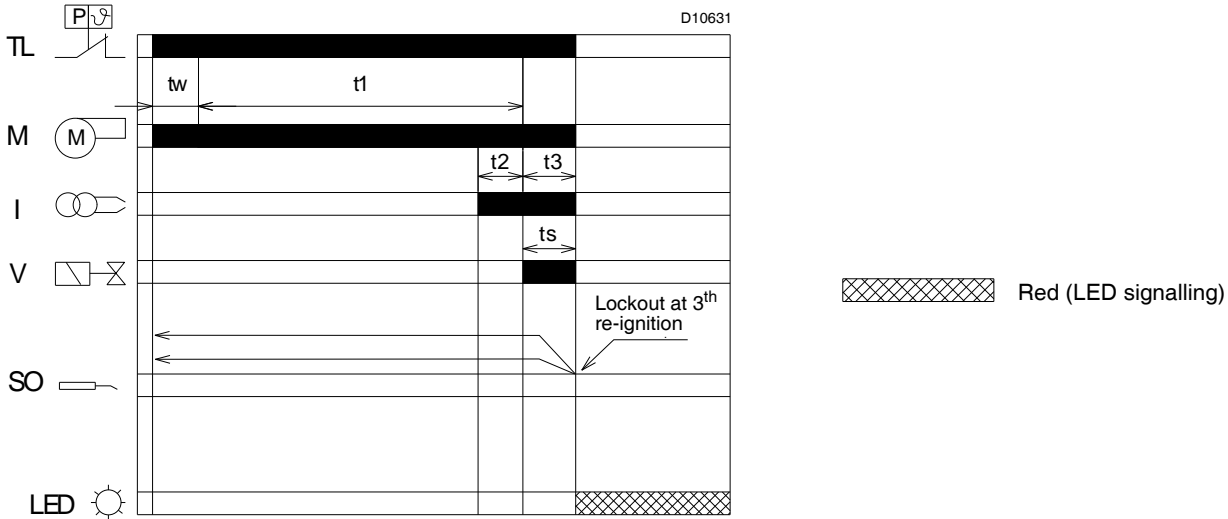 D10631
P ϑ
TL
tw t1
M M
t2 t3
I
ts
V
Lockout at 3th
re-ignition
Red (LED signalling)
SO
LED